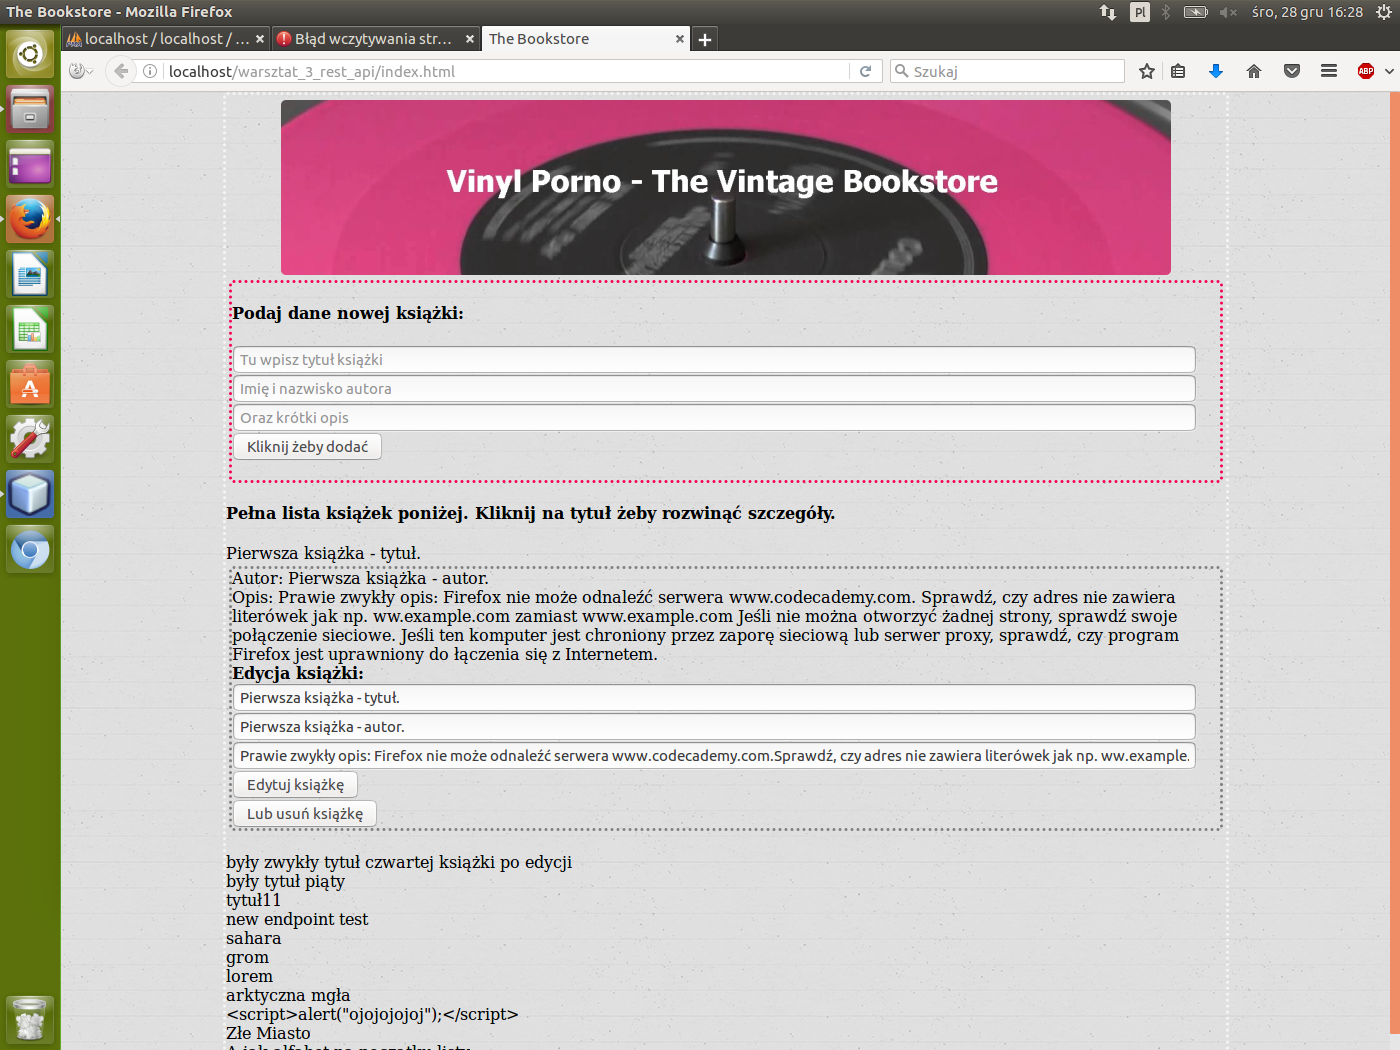 The Bookstore - Mozilla Firefox
Pl
śro, 28 gru 16:28
localhost / localhost / ...
Błąd wczytywania str...
The Bookstore
localhost/warsztat_3_rest_api/index.html
Szukaj
ABP
Vinyl Porno - The Vintage Bookstore
Podaj dane nowej książki:
Tu wpisz tytuł książki
Imię i nazwisko autora
Oraz krótki opis
Kliknij żeby dodać
Pełna lista książek poniżej. Kliknij na tytuł żeby rozwinąć szczegóły.
Pierwsza książka - tytuł.
Autor: Pierwsza książka - autor.
Opis: Prawie zwykły opis: Firefox nie może odnaleźć serwera www.codecademy.com. Sprawdź, czy adres nie zawiera
literówek jak np. ww.example.com zamiast www.example.com Jeśli nie można otworzyć żadnej strony, sprawdź swoje
połączenie sieciowe. Jeśli ten komputer jest chroniony przez zaporę sieciową lub serwer proxy, sprawdź, czy program
Firefox jest uprawniony do łączenia się z Internetem.
Edycja książki:
Pierwsza książka - tytuł.
Pierwsza książka - autor.
Prawie zwykły opis: Firefox nie może odnaleźć serwera www.codecademy.com.Sprawdź, czy adres nie zawiera literówek jak np. ww.example.
Edytuj książkę
Lub usuń książkę
były zwykły tytuł czwartej książki po edycji
były tytuł piąty
tytuł11
new endpoint test
sahara
grom
lorem
arktyczna mgła
<script>alert("ojojojojoj");</script>
Złe Miasto